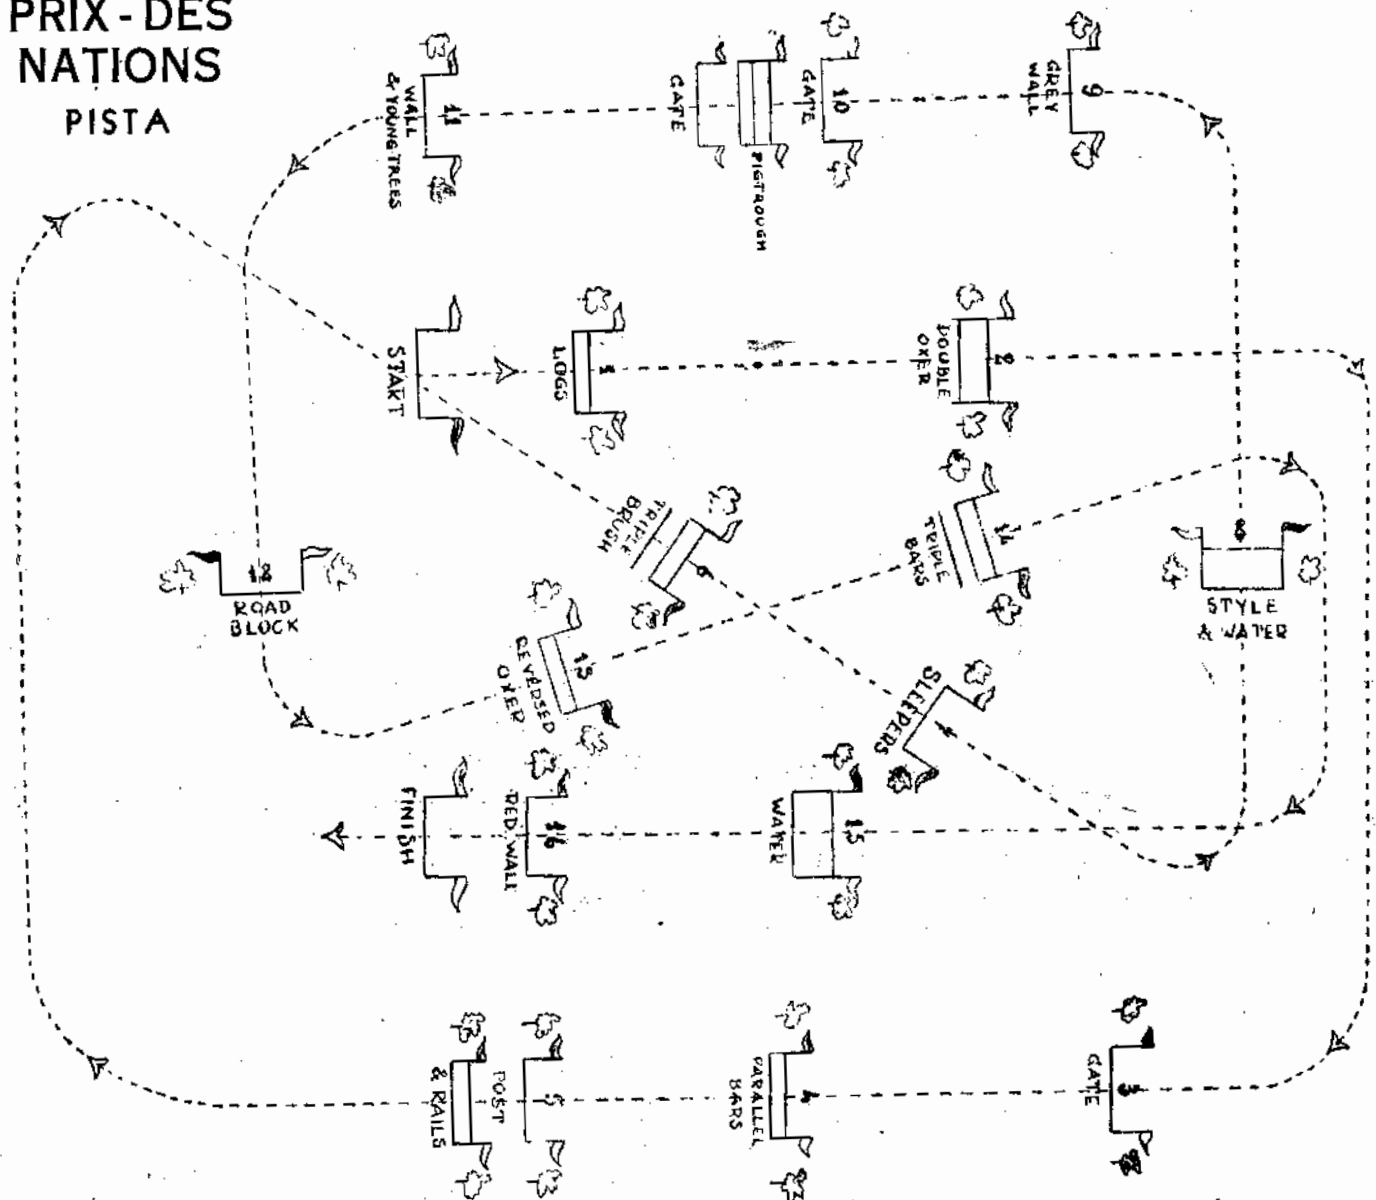 PRIX - DES
NATIONS
PISTA
11
WALL
& YOUNG TREES
GATE
PIGTROUGH
GATE
10
GREY
WALL
9
START
LOGS
1
DOUBLE
OXER
2
TRIPLE
BRUSH
6
TRIPLE
BARS
14
8
STYLE
& WATER
12
ROAD
BLOCK
REVERSED
OXER
13
SLEEPERS
7
FINISH
RED WALL
16
WATER
15
& RAILS
POST
5
PARALLEL
BARS
4
GATE
3